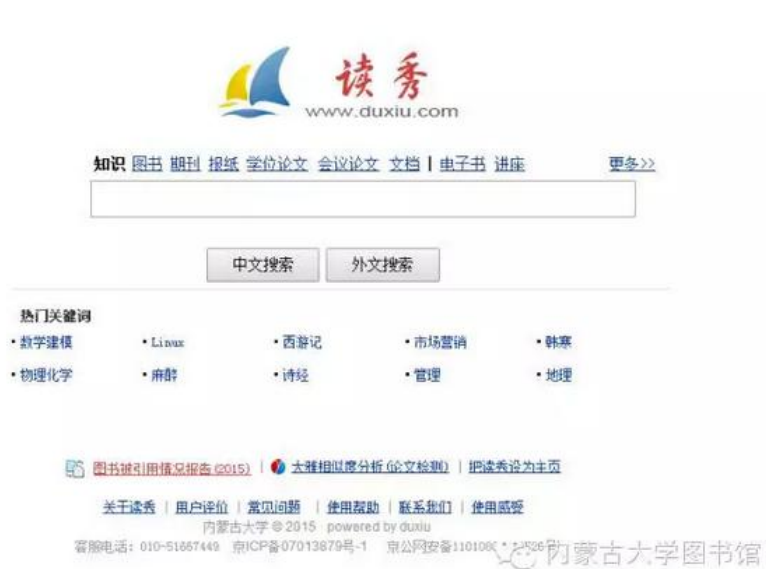 读秀
www.duxiu.com
知识 图书 期刊 报纸 学位论文 会议论文 文档 | 电子书 讲座 更多>>
中文搜索 外文搜索
热门关键词
·数学建模 ·Linux ·西游记 ·市场营销 ·韩寒
·物理化学 ·麻醉 ·诗经 ·管理 ·地理
图书被引用情况报告(2015) | 大雅相似度分析(论文检测) | 把读秀设为主页
关于读秀 | 用户评价 | 常见问题 | 使用帮助 | 联系我们 | 使用感受
内蒙古大学 © 2015 powered by duxiu
客服电话：010-51667449 京ICP备07013879号-1 京公网安备
内蒙古大学图书馆